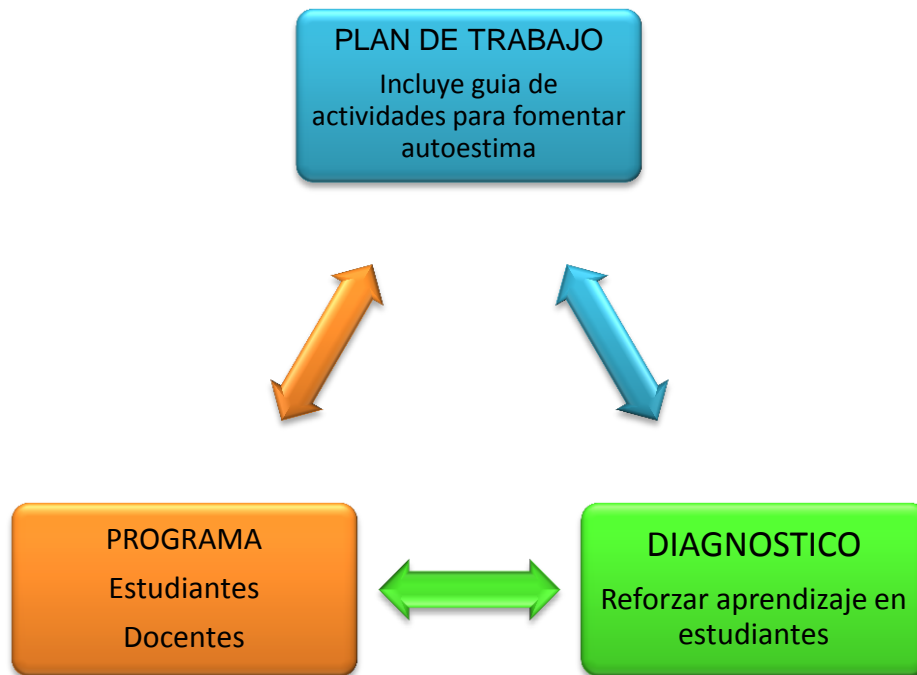 PLAN DE TRABAJO
Incluye guia de
actividades para fomentar
autoestima
PROGRAMA
Estudiantes
Docentes
DIAGNOSTICO
Reforzar aprendizaje en
estudiantes